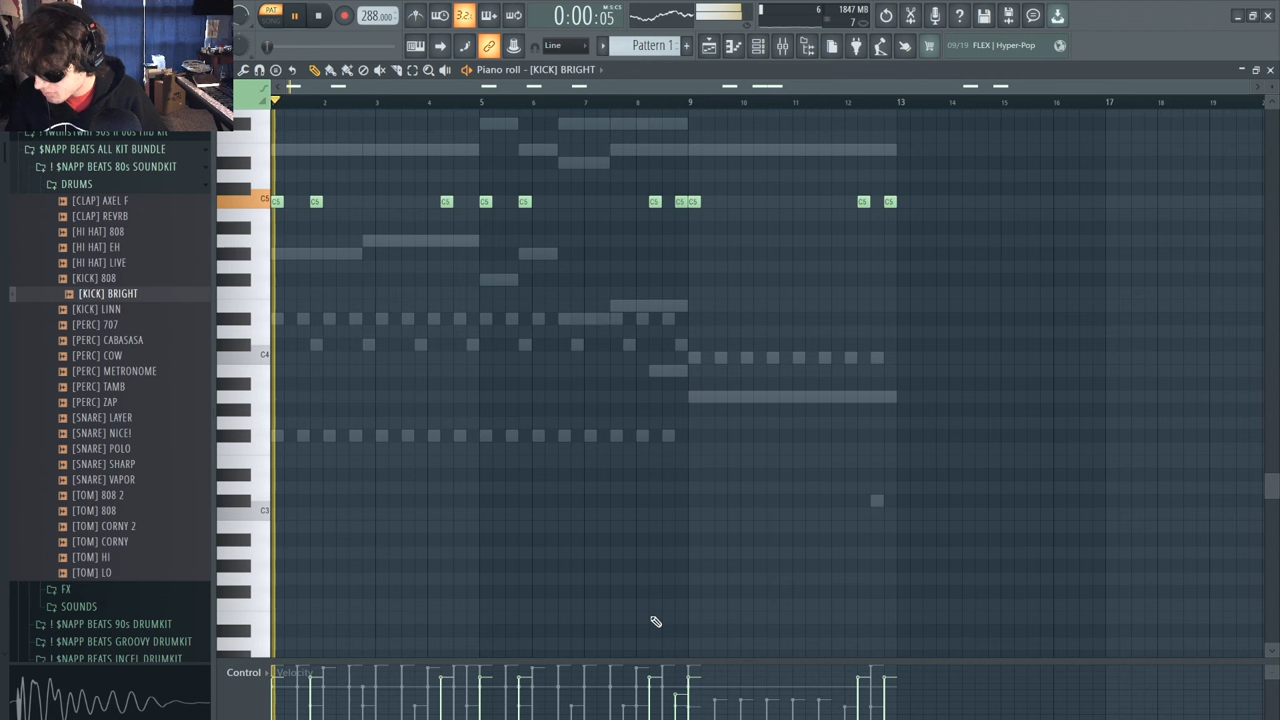 PAT
SONG
288.000
3.2:
0:00:05
M:S:CS
6
1847 MB
7
Line
Pattern 1
09/19 FLEX | Hyper-Pop
Piano roll - [KICK] BRIGHT
2 3 4 5 6 7 8 9 10 11 12 13 14 15 16 17 18 19
$NAPP BEATS ALL KIT BUNDLE
! $NAPP BEATS 80s SOUNDKIT
DRUMS
[CLAP] AXEL F
[CLAP] REVRB
[HI HAT] 808
[HI HAT] EH
[HI HAT] LIVE
[KICK] 808
[KICK] BRIGHT
[KICK] LINN
[PERC] 707
[PERC] CABASASA
[PERC] COW
[PERC] METRONOME
[PERC] TAMB
[PERC] ZAP
[SNARE] LAYER
[SNARE] NICE!
[SNARE] POLO
[SNARE] SHARP
[SNARE] VAPOR
[TOM] 808 2
[TOM] 808
[TOM] CORNY 2
[TOM] CORNY
[TOM] HI
[TOM] LO
FX
SOUNDS
! $NAPP BEATS 90s DRUMKIT
! $NAPP BEATS GROOVY DRUMKIT
! $NAPP BEATS INCEL DRUMKIT
C5
C5 C5 C5 C5 C5 C5 C5 C5 C5 C5
C4
C3
Control
Velocity